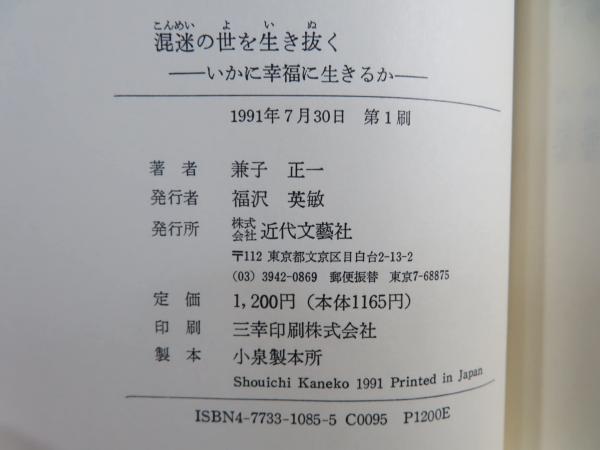 こんめい よ い ぬ
混迷の世を生き抜く
――いかに幸福に生きるか――
1991年7月30日 第1刷
著者 兼子 正一
発行者 福沢 英敏
発行所 株式会社 近代文藝社
〒112 東京都文京区目白台2-13-2
(03) 3942-0869 郵便振替 東京7-68875
定価 1,200円（本体1165円）
印刷 三幸印刷株式会社
製本 小泉製本所
Shouichi Kaneko 1991 Printed in Japan
ISBN4-7733-1085-5 C0095 P1200E